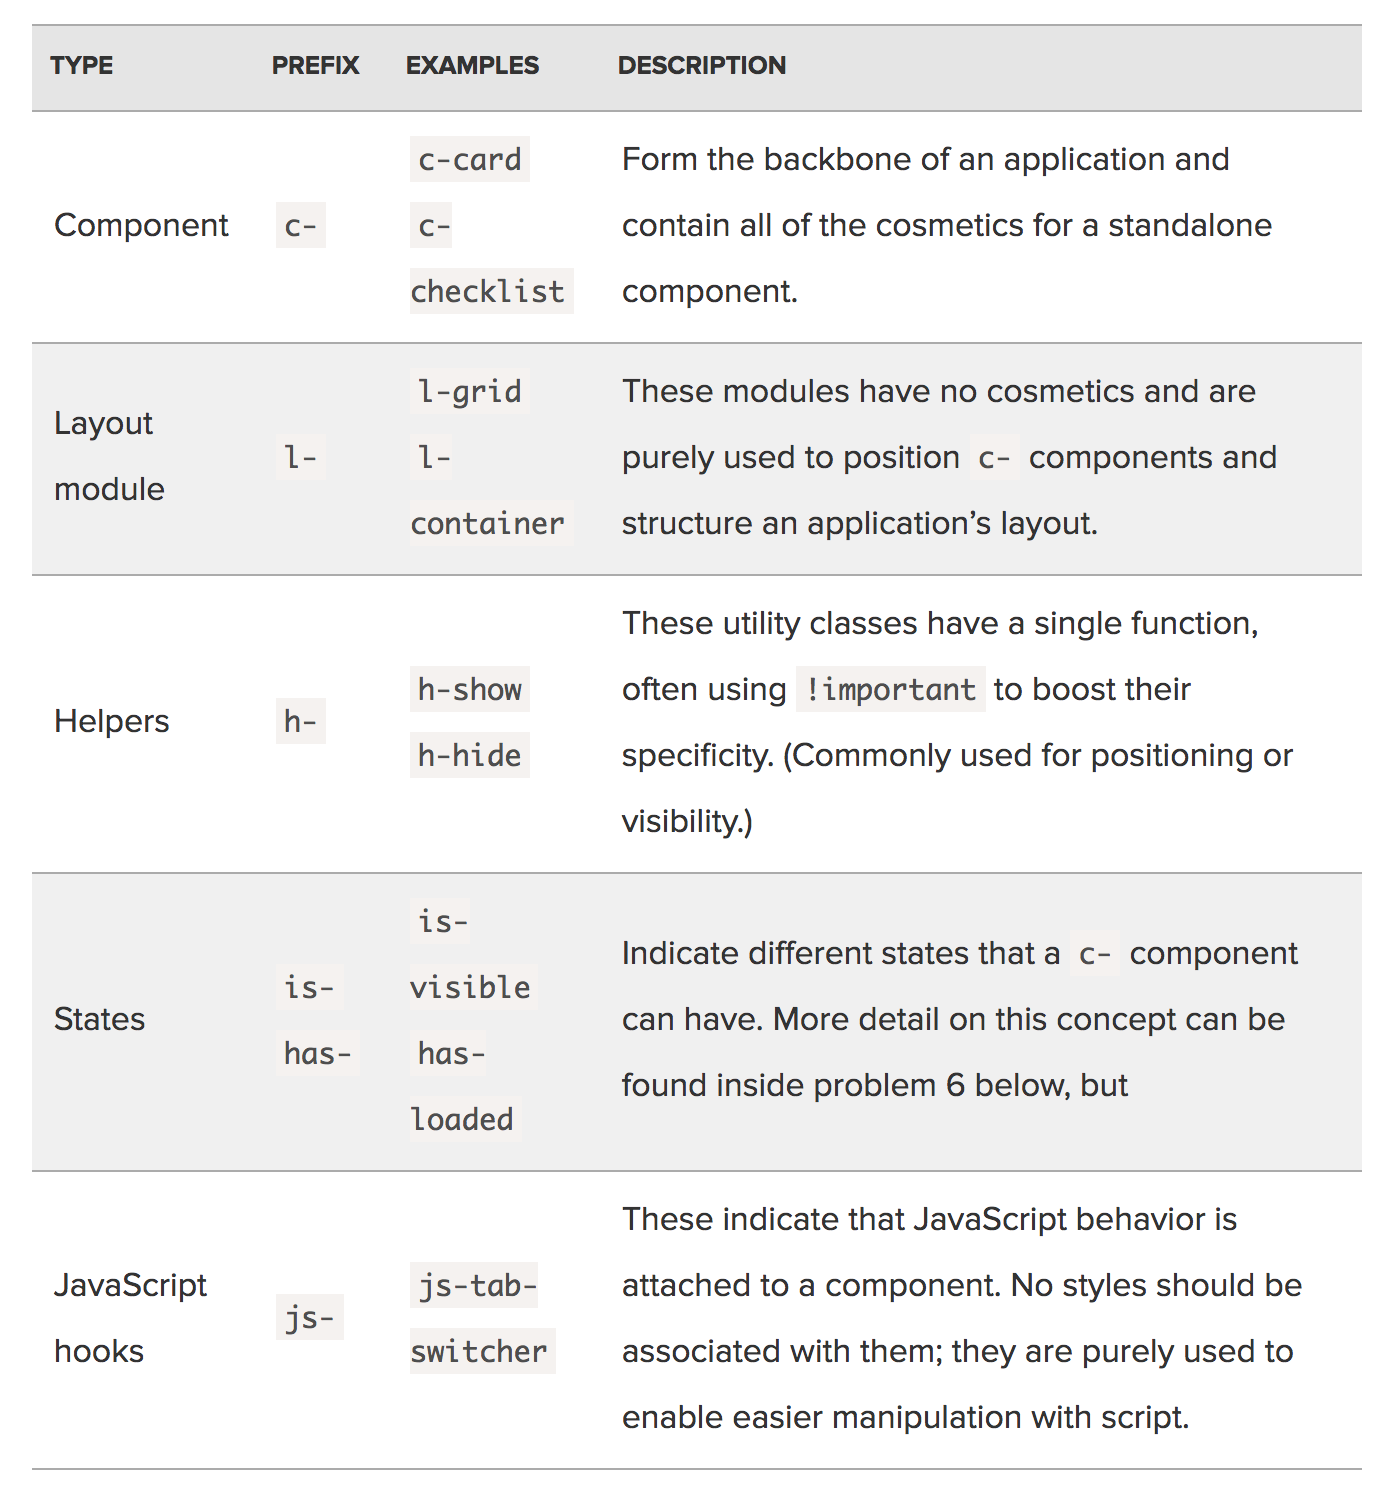 TYPE PREFIX EXAMPLES DESCRIPTION
Component
c-
c-card
c-
checklist
Form the backbone of an application and
contain all of the cosmetics for a standalone
component.
Layout
module
l-
l-grid
l-
container
These modules have no cosmetics and are
purely used to position c- components and
structure an application’s layout.
Helpers
h-
h-show
h-hide
These utility classes have a single function,
often using !important to boost their
specificity. (Commonly used for positioning or
visibility.)
States
is-
has-
is-
visible
has-
loaded
Indicate different states that a c- component
can have. More detail on this concept can be
found inside problem 6 below, but
JavaScript
hooks
js-
js-tab-
switcher
These indicate that JavaScript behavior is
attached to a component. No styles should be
associated with them; they are purely used to
enable easier manipulation with script.